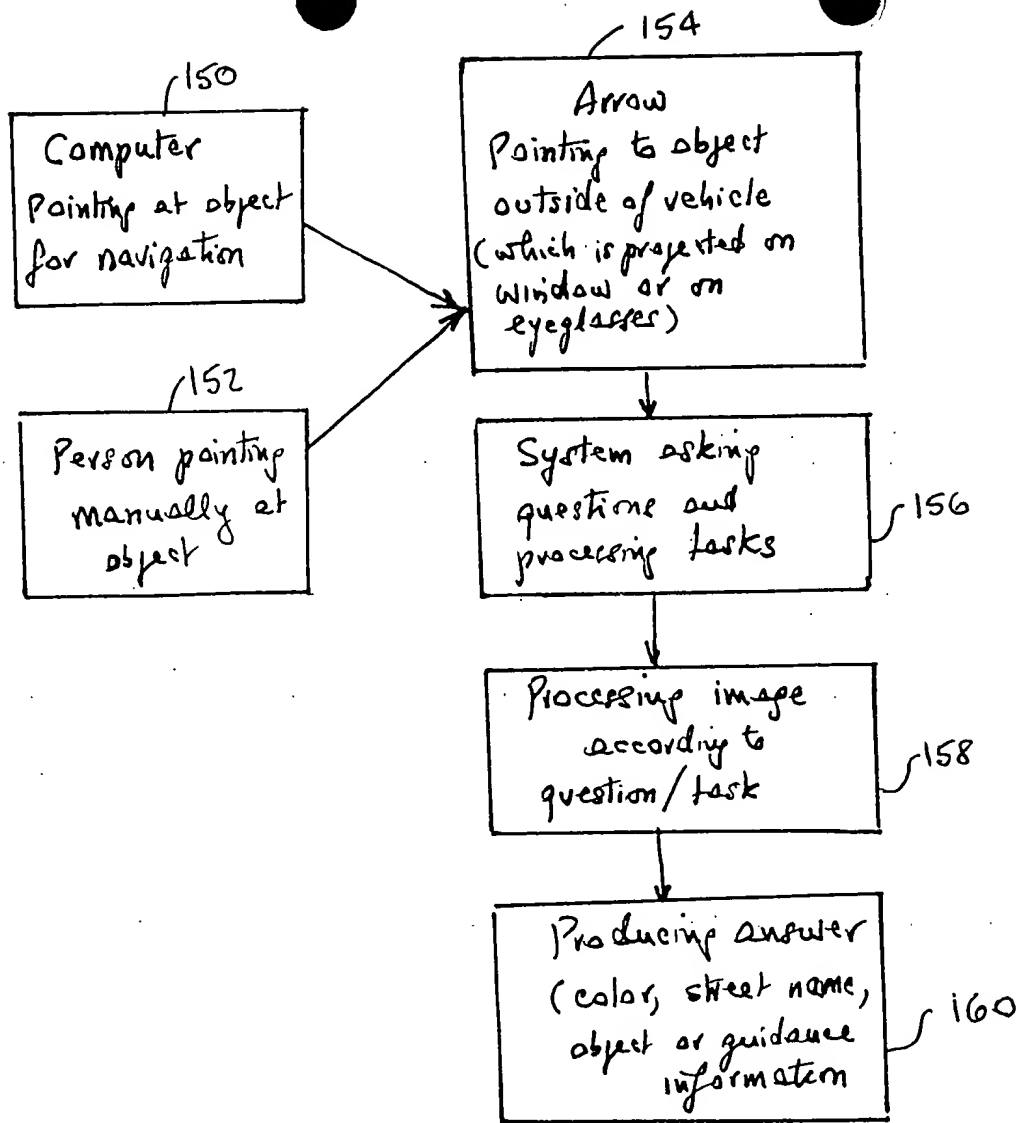 150
Computer
Pointing at object
for navigation
152
Person pointing
manually at
object
154
Arrow
Pointing to object
outside of vehicle
(which is projected on
window or on
eyeglasses)
System asking
questions and
processing tasks
156
Processing image
according to
question/task
158
Producing answer
(color, street name,
object or guidance
information
160